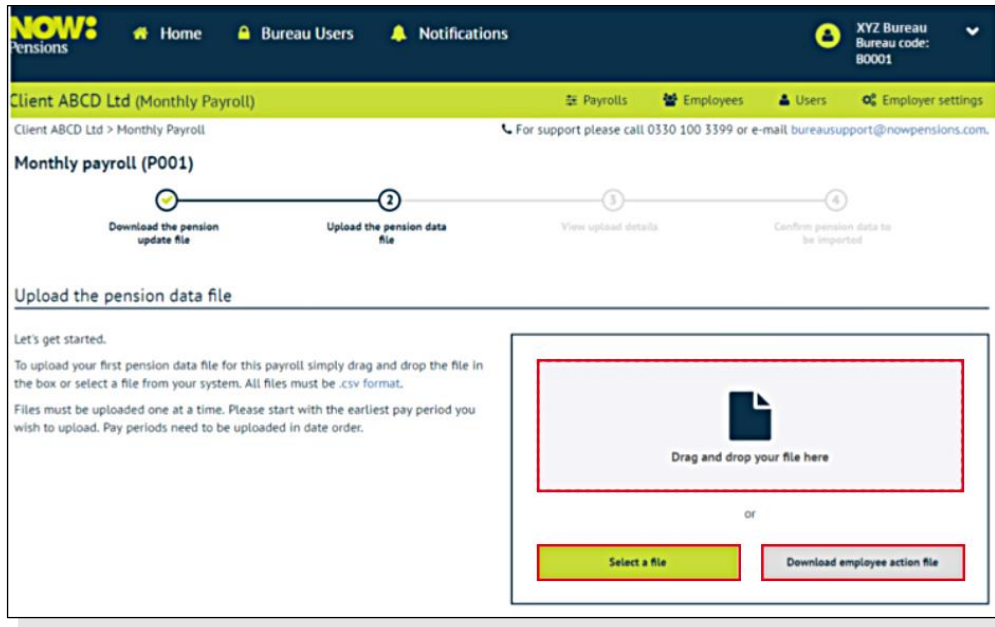 NOW:
Pensions
Home
Bureau Users
Notifications
XYZ Bureau
Bureau code:
B0001
Client ABCD Ltd (Monthly Payroll)
Payrolls
Employees
Users
Employer settings
Client ABCD Ltd > Monthly Payroll
For support please call 0330 100 3399 or e-mail bureausupport@nowpensions.com.
Monthly payroll (P001)
2
3
4
Download the pension
update file
Upload the pension data
file
View upload details
Confirm pension data to
be imported
Upload the pension data file
Let's get started.
To upload your first pension data file for this payroll simply drag and drop the file in
the box or select a file from your system. All files must be .csv format.
Files must be uploaded one at a time. Please start with the earliest pay period you
wish to upload. Pay periods need to be uploaded in date order.
Drag and drop your file here
or
Select a file
Download employee action file